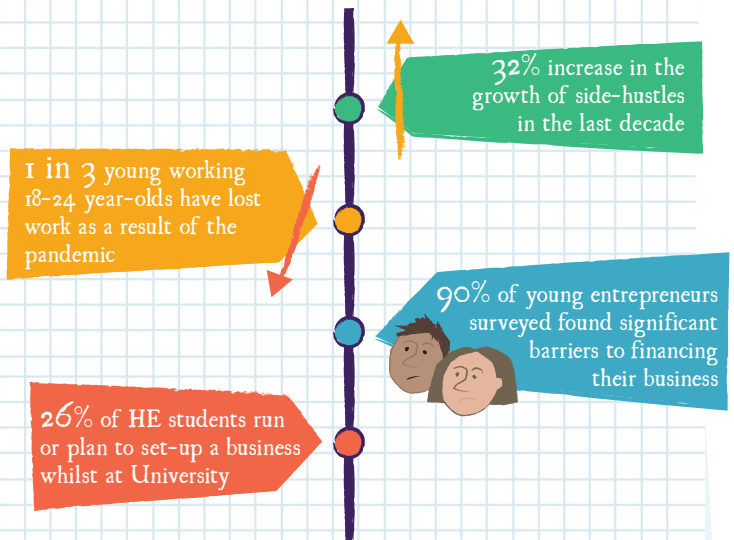 32% increase in the
growth of side-hustles
in the last decade
1 in 3 young working
18-24 year-olds have lost
work as a result of the
pandemic
90% of young entrepreneurs
surveyed found significant
barriers to financing
their business
26% of HE students run
or plan to set-up a business
whilst at University